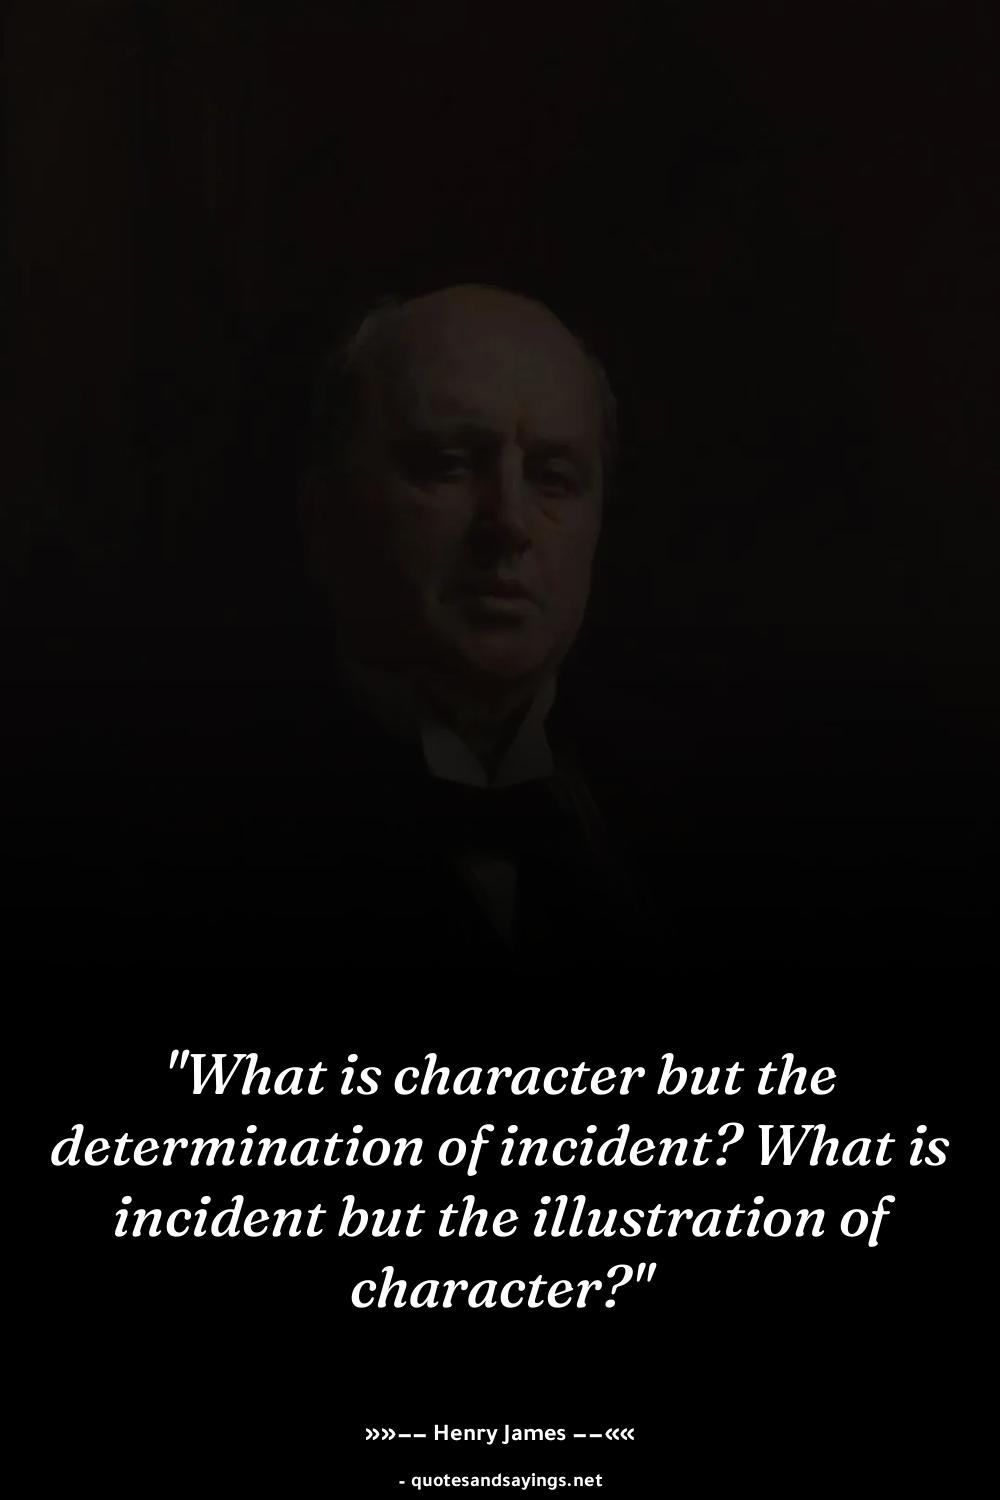 "What is character but the
determination of incident? What is
incident but the illustration of
character?"
»»−− Henry James −−««
- quotesandsayings.net